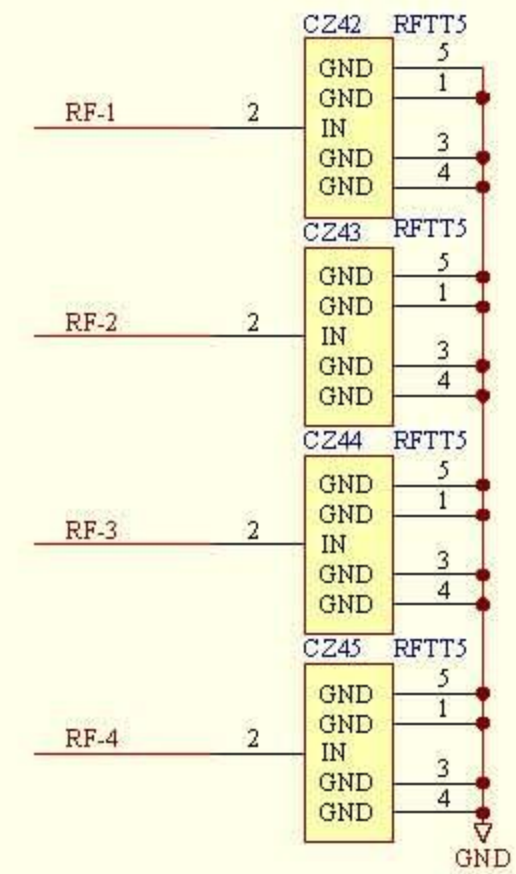 CZ42 RFTT5
GND 5
GND 1
RF-1 2 IN
GND 3
GND 4
CZ43 RFTT5
GND 5
GND 1
RF-2 2 IN
GND 3
GND 4
CZ44 RFTT5
GND 5
GND 1
RF-3 2 IN
GND 3
GND 4
CZ45 RFTT5
GND 5
GND 1
RF-4 2 IN
GND 3
GND 4
GND